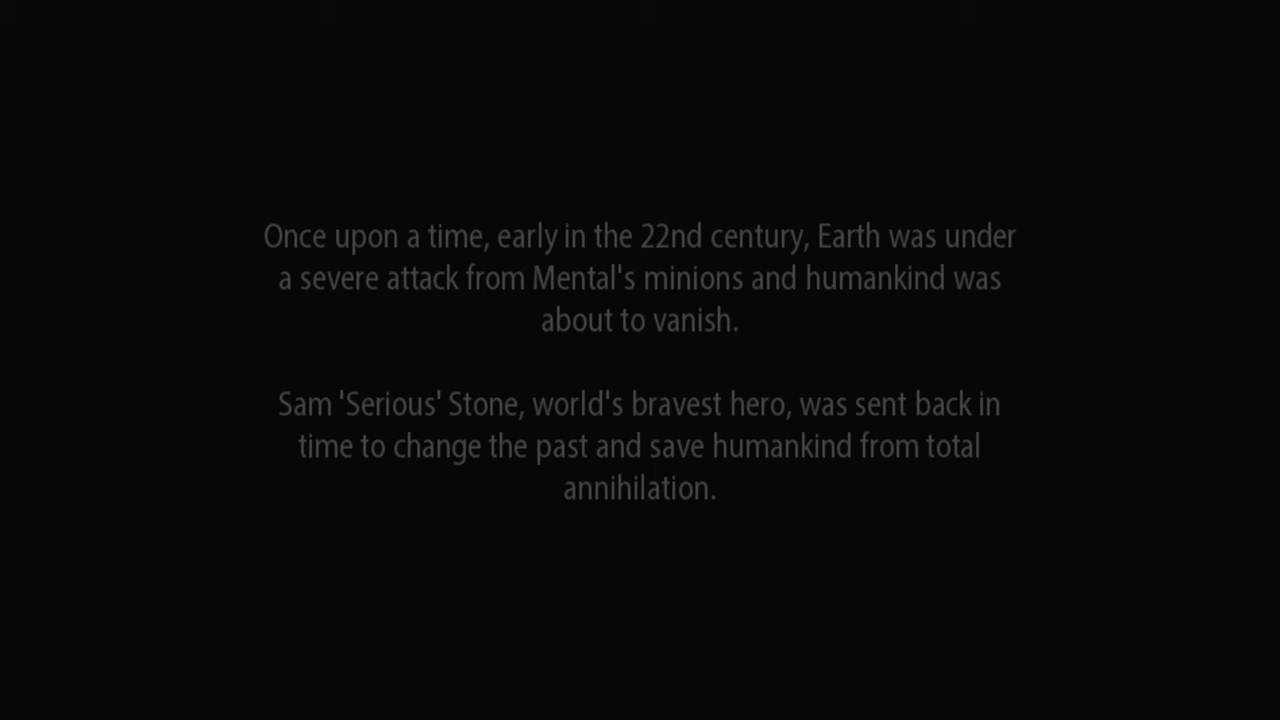 Once upon a time, early in the 22nd century, Earth was under
a severe attack from Mental's minions and humankind was
about to vanish.
Sam 'Serious' Stone, world's bravest hero, was sent back in
time to change the past and save humankind from total
annihilation.